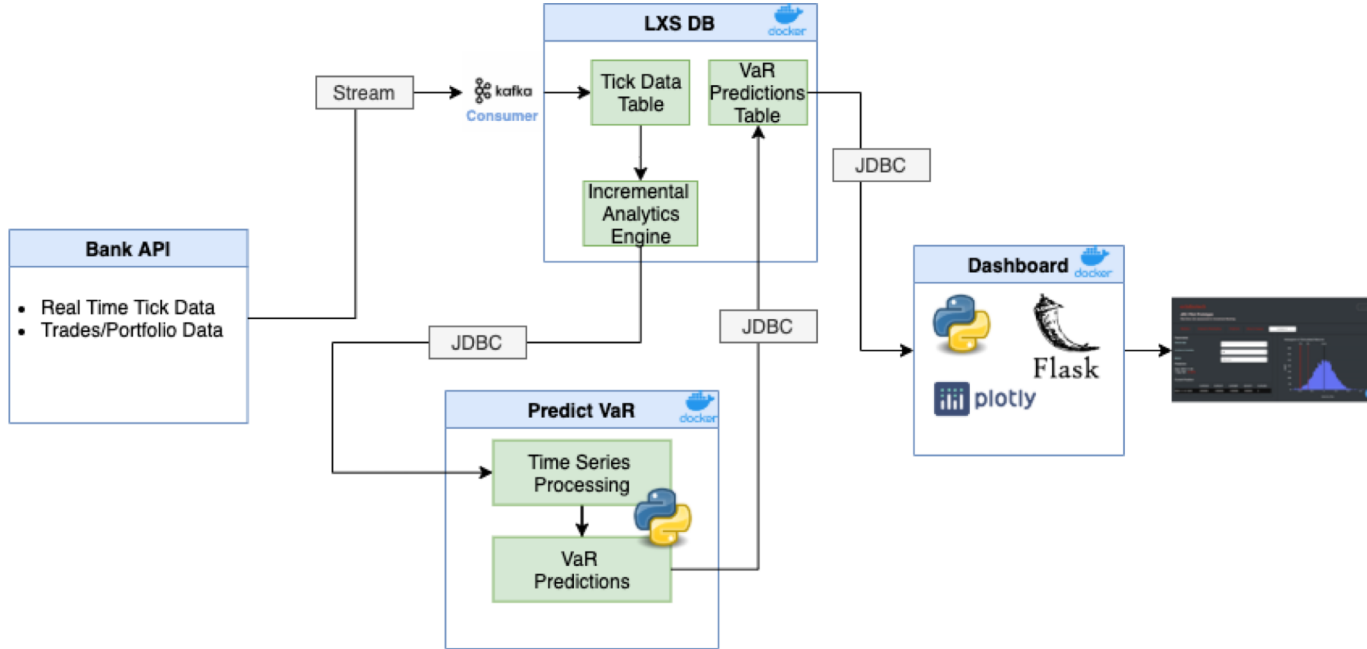 LXS DB
docker
Stream
kafka
Consumer
Tick Data
Table
VaR
Predictions
Table
JDBC
Incremental
Analytics
Engine
Bank API
• Real Time Tick Data
• Trades/Portfolio Data
Dashboard
docker
Flask
plotly
JDBC
JDBC
Predict VaR
docker
Time Series
Processing
VaR
Predictions